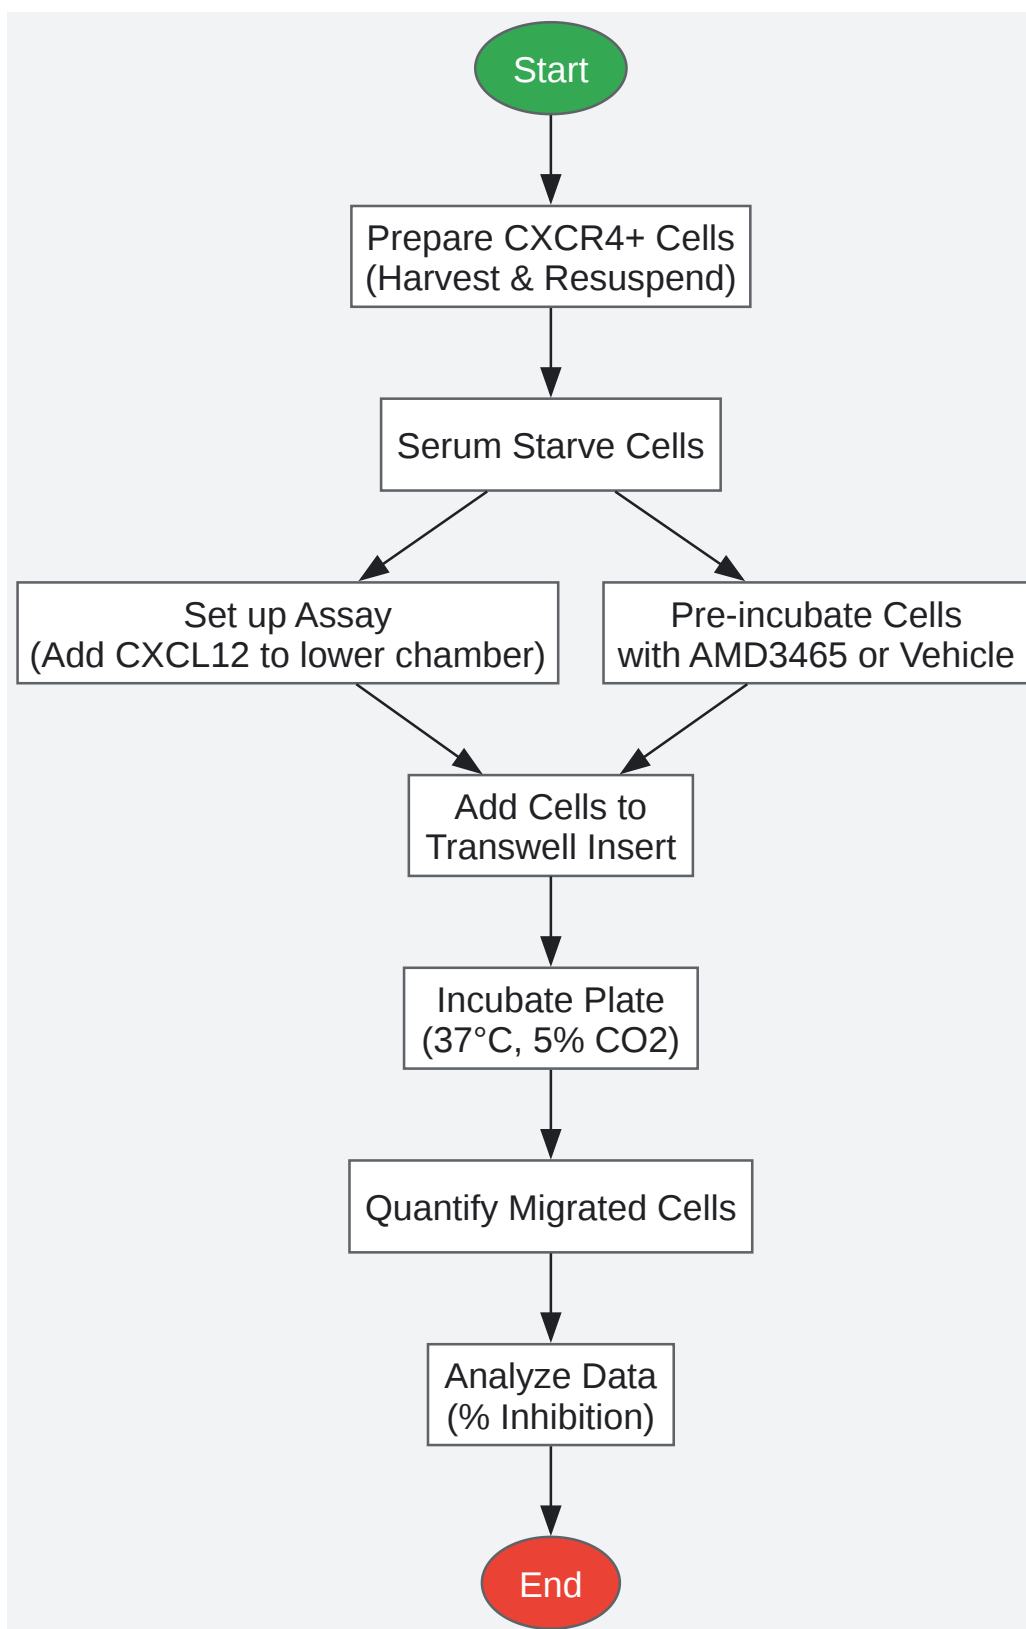 Start
Prepare CXCR4+ Cells
(Harvest & Resuspend)
Serum Starve Cells
Set up Assay
(Add CXCL12 to lower chamber)
Pre-incubate Cells
with AMD3465 or Vehicle
Add Cells to
Transwell Insert
Incubate Plate
(37°C, 5% CO2)
Quantify Migrated Cells
Analyze Data
(% Inhibition)
End